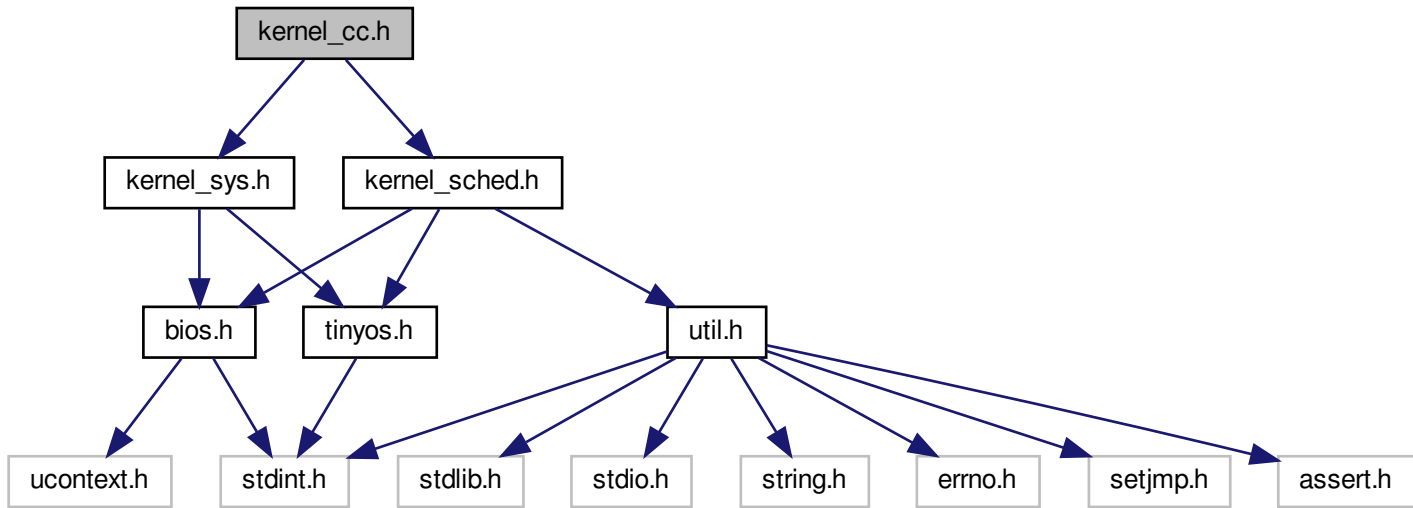 kernel_cc.h
kernel_sys.h
kernel_sched.h
bios.h
tinyos.h
util.h
ucontext.h
stdint.h
stdlib.h
stdio.h
string.h
errno.h
setjmp.h
assert.h